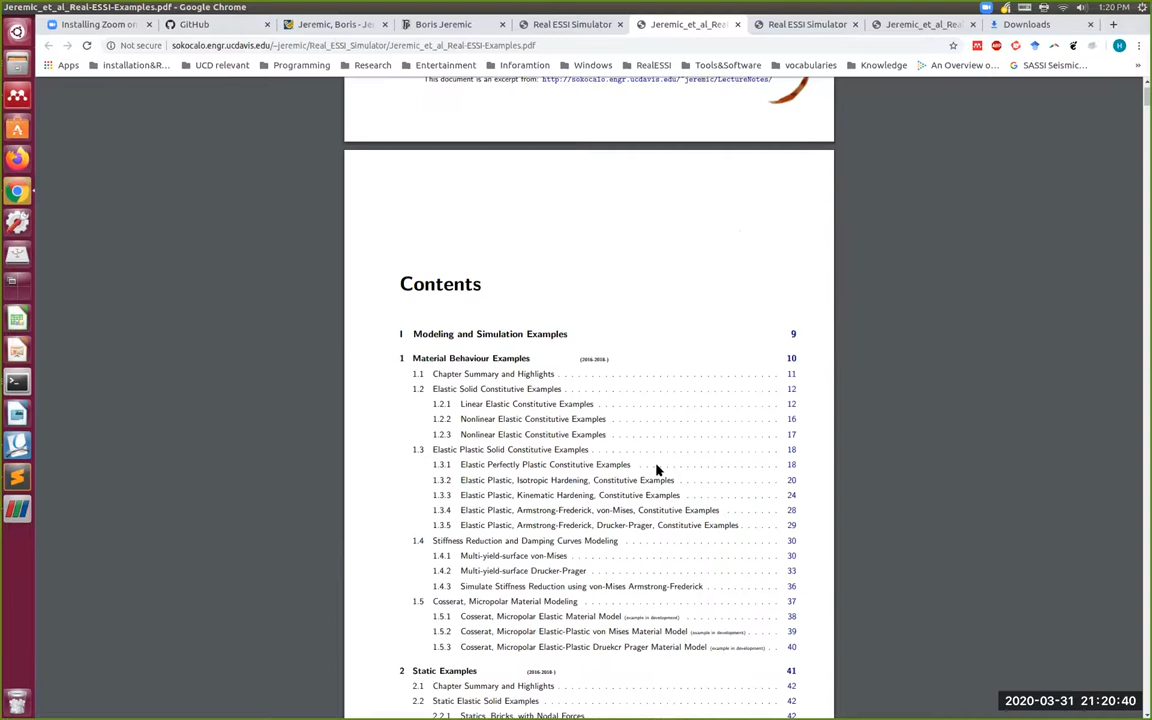 Jeremic_et_al_Real-ESSI-Examples.pdf - Google Chrome
1:20 PM
Installing Zoom on
GitHub
Jeremic, Boris - J
Boris Jeremic
Real ESSI Simulator
Jeremic_et_al_Real
Real ESSI Simulator
Jeremic_et_al_Real
Downloads
Not secure | sokocalo.engr.ucdavis.edu/~jeremic/Real_ESSI_Simulator/Jeremic_et_al_Real-ESSI-Examples.pdf
Apps installation&R... UCD relevant Programming Research Entertainment Inforamtion Windows RealESSI Tools&Software vocabularies Knowledge An Overview o... SASSI Seismic... »
This document is an excerpt from: http://sokocalo.engr.ucdavis.edu/~jeremic/LectureNotes/
Contents
I Modeling and Simulation Examples 9
1 Material Behaviour Examples (2016-2018-) 10
1.1 Chapter Summary and Highlights 11
1.2 Elastic Solid Constitutive Examples 12
1.2.1 Linear Elastic Constitutive Examples 12
1.2.2 Nonlinear Elastic Constitutive Examples 16
1.2.3 Nonlinear Elastic Constitutive Examples 17
1.3 Elastic Plastic Solid Constitutive Examples 18
1.3.1 Elastic Perfectly Plastic Constitutive Examples 18
1.3.2 Elastic Plastic, Isotropic Hardening, Constitutive Examples 20
1.3.3 Elastic Plastic, Kinematic Hardening, Constitutive Examples 24
1.3.4 Elastic Plastic, Armstrong-Frederick, von-Mises, Constitutive Examples 28
1.3.5 Elastic Plastic, Armstrong-Frederick, Drucker-Prager, Constitutive Examples 29
1.4 Stiffness Reduction and Damping Curves Modeling 30
1.4.1 Multi-yield-surface von-Mises 30
1.4.2 Multi-yield-surface Drucker-Prager 33
1.4.3 Simulate Stiffness Reduction using von-Mises Armstrong-Frederick 36
1.5 Cosserat, Micropolar Material Modeling 37
1.5.1 Cosserat, Micropolar Elastic Material Model (example in development) 38
1.5.2 Cosserat, Micropolar Elastic-Plastic von Mises Material Model (example in development) 39
1.5.3 Cosserat, Micropolar Elastic-Plastic Druekcr Prager Material Model (example in development) 40
2 Static Examples (2016-2018-) 41
2.1 Chapter Summary and Highlights 42
2.2 Static Elastic Solid Examples 42
2.2.1 Statics, Bricks, with Nodal Forces 42
2020-03-31 21:20:40